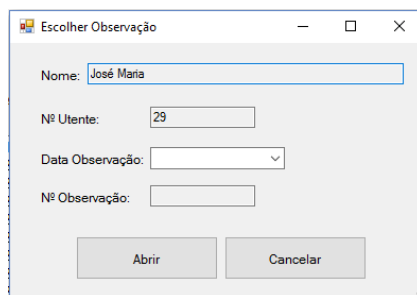 Escolher Observação
Nome: José Maria
Nº Utente: 29
Data Observação:
Nº Observação:
Abrir Cancelar